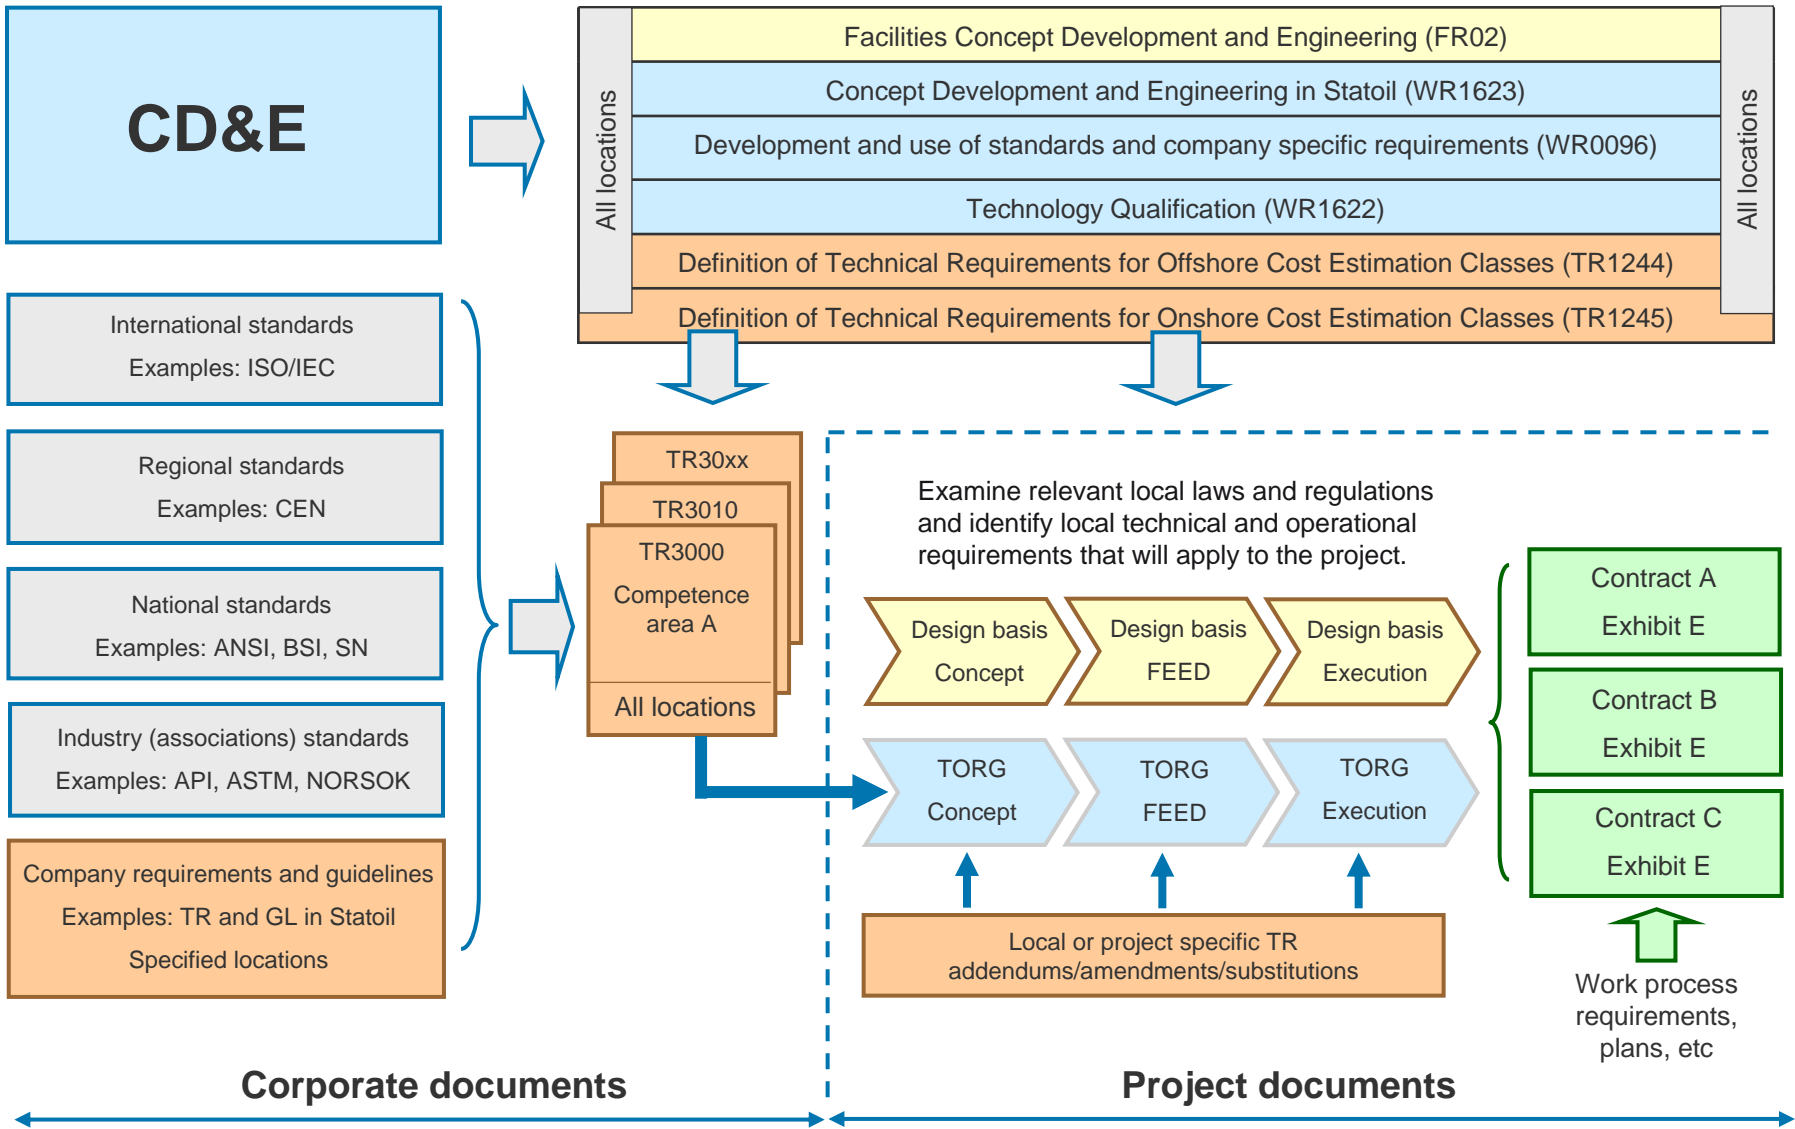 CD&E
All locations
Facilities Concept Development and Engineering (FR02)
Concept Development and Engineering in Statoil (WR1623)
Development and use of standards and company specific requirements (WR0096)
Technology Qualification (WR1622)
Definition of Technical Requirements for Offshore Cost Estimation Classes (TR1244)
Definition of Technical Requirements for Onshore Cost Estimation Classes (TR1245)
All locations
International standards
Examples: ISO/IEC
Regional standards
Examples: CEN
National standards
Examples: ANSI, BSI, SN
Industry (associations) standards
Examples: API, ASTM, NORSOK
Company requirements and guidelines
Examples: TR and GL in Statoil
Specified locations
TR30xx
TR3010
TR3000
Competence
area A
All locations
Examine relevant local laws and regulations
and identify local technical and operational
requirements that will apply to the project.
Design basis
Concept
Design basis
FEED
Design basis
Execution
TORG
Concept
TORG
FEED
TORG
Execution
Local or project specific TR
addendums/amendments/substitutions
Contract A
Exhibit E
Contract B
Exhibit E
Contract C
Exhibit E
Work process
requirements,
plans, etc
Corporate documents
Project documents